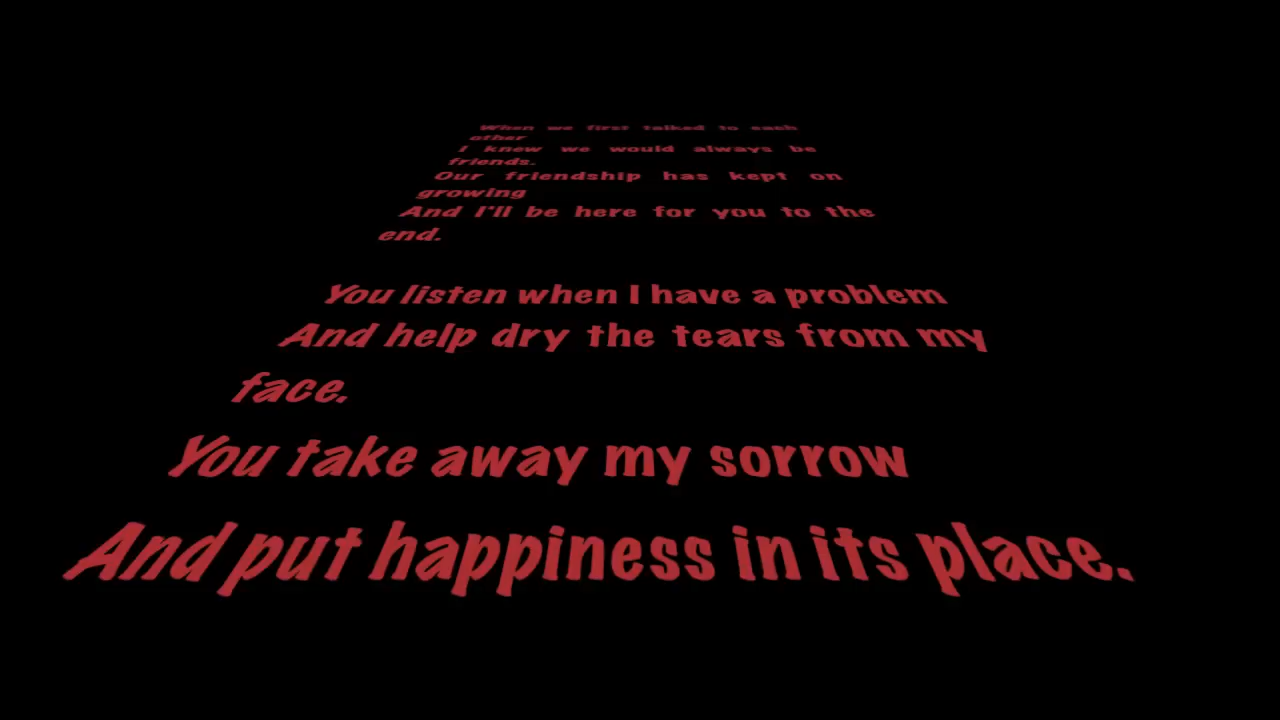 When we first talked to each
other
I knew we would always be
friends.
Our friendship has kept on
growing
And I'll be here for you to the
end.
You listen when I have a problem
And help dry the tears from my
face.
You take away my sorrow
And put happiness in its place.